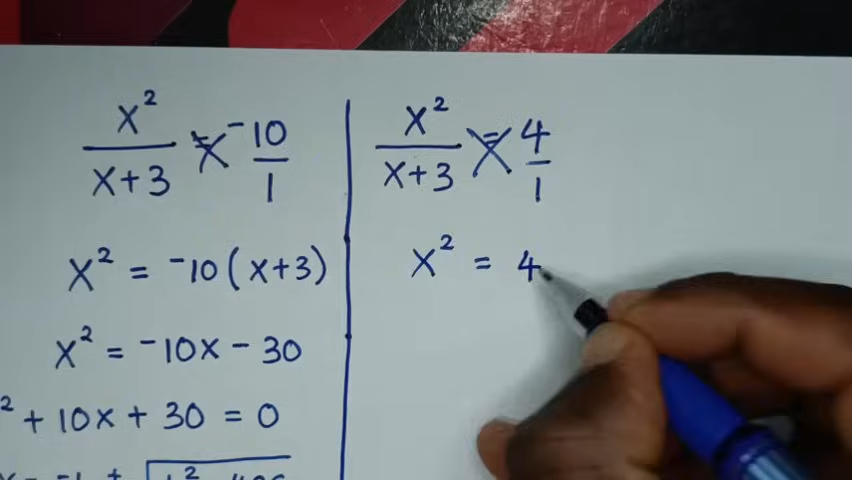 x²/(x+3) = ⁻10/1
x² = ⁻10(x+3)
x² = ⁻10x − 30
² + 10x + 30 = 0
x²/(x+3) = 4/1
x² = 4